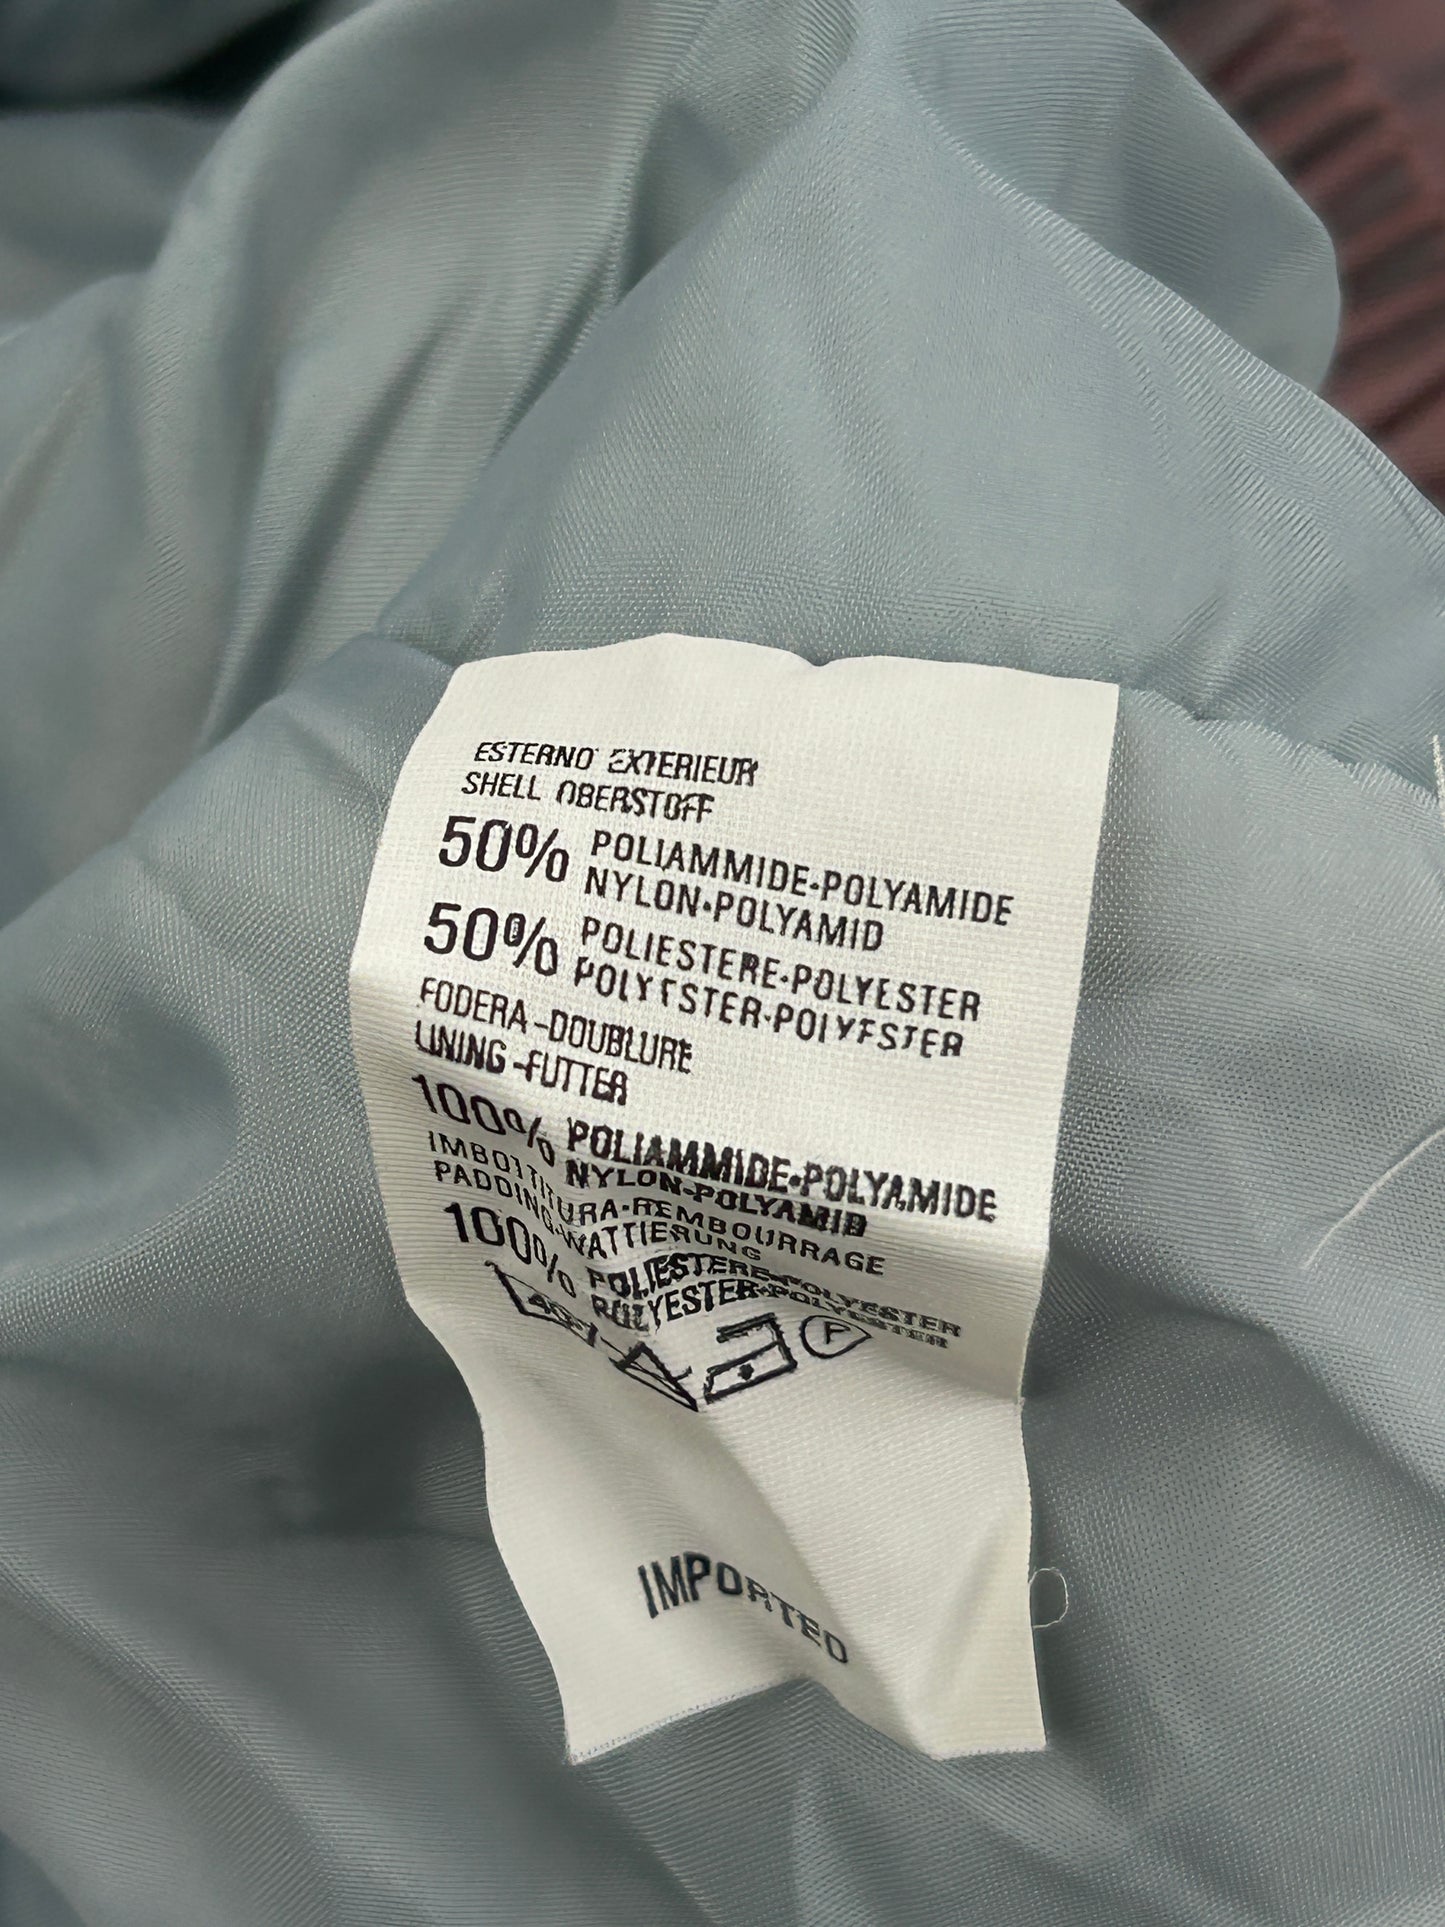 ESTERNO EXTERIEUR
SHELL OBERSTOFF
50% POLIAMMIDE-POLYAMIDE
NYLON-POLYAMID
50% POLIESTERE-POLYESTER
POLYESTER-POLYESTER
FODERA-DOUBLURE
LINING-FUTTER
100% POLIAMMIDE-POLYAMIDE
NYLON-POLYAMID
IMBOTTITURA-REMBOURRAGE
PADDING-WATTIERUNG
100% POLIESTERE-POLYESTER
POLYESTER-POLYESTER
40° P
IMPORTED